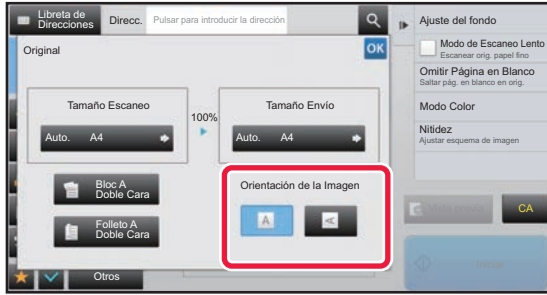 Libreta de
Direcciones
Direcc.
Pulsar para introducir la dirección
Original
OK
Tamaño Escaneo
Auto. A4
100%
Tamaño Envío
Auto. A4
Bloc A
Doble Cara
Folleto A
Doble Cara
Orientación de la Imagen
A
A
Otros
Ajuste del fondo
Modo de Escaneo Lento
Escanear orig. papel fino
Omitir Página en Blanco
Saltar pág. en blanco en orig.
Modo Color
Nitidez
Ajustar esquema de imagen
CA